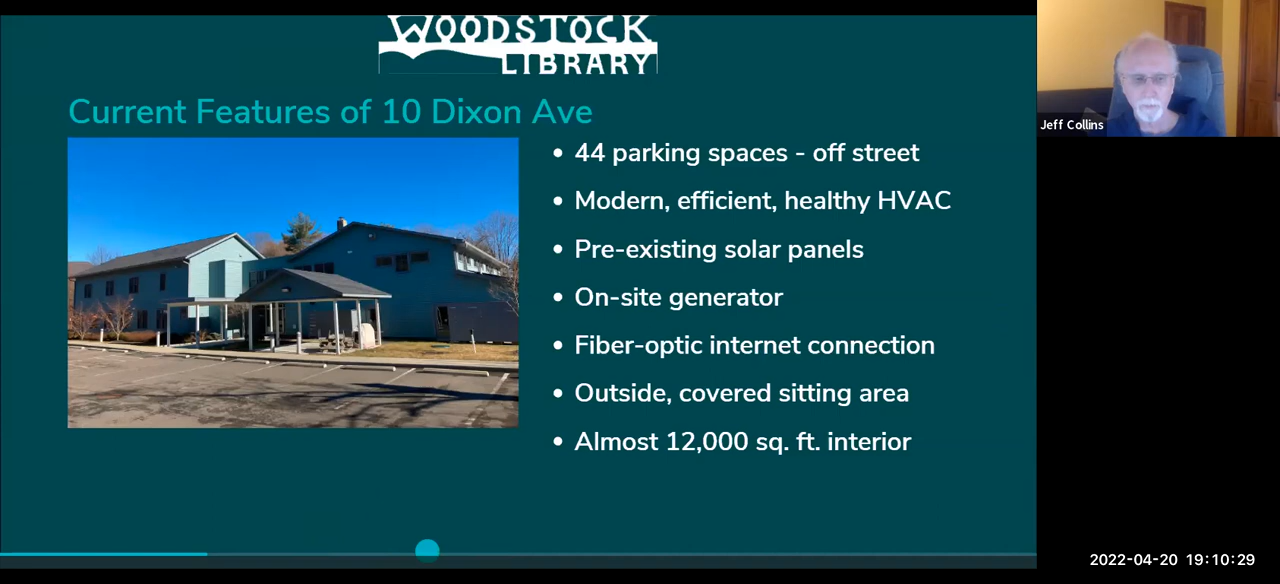 WOODSTOCK
LIBRARY
Current Features of 10 Dixon Ave
• 44 parking spaces - off street
• Modern, efficient, healthy HVAC
• Pre-existing solar panels
• On-site generator
• Fiber-optic internet connection
• Outside, covered sitting area
• Almost 12,000 sq. ft. interior
Jeff Collins
2022-04-20 19:10:29